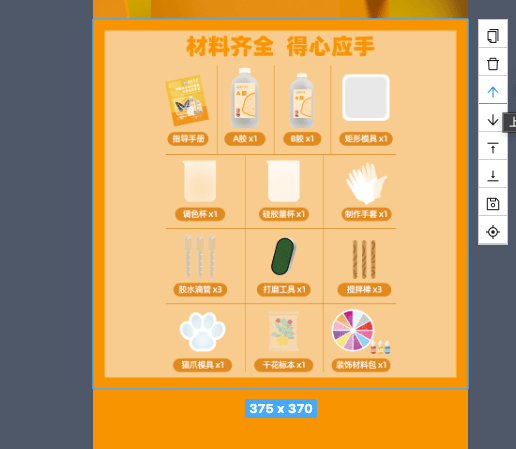 材料齐全 得心应手
指导手册
A胶 x1
B胶 x1
矩形模具 x1
调色杯 x1
硅胶量杯 x1
制作手套 x1
胶水滴管 x3
打磨工具 x1
搅拌棒 x3
猫爪模具 x1
干花标本 x1
装饰材料包 x1
375 x 370
上